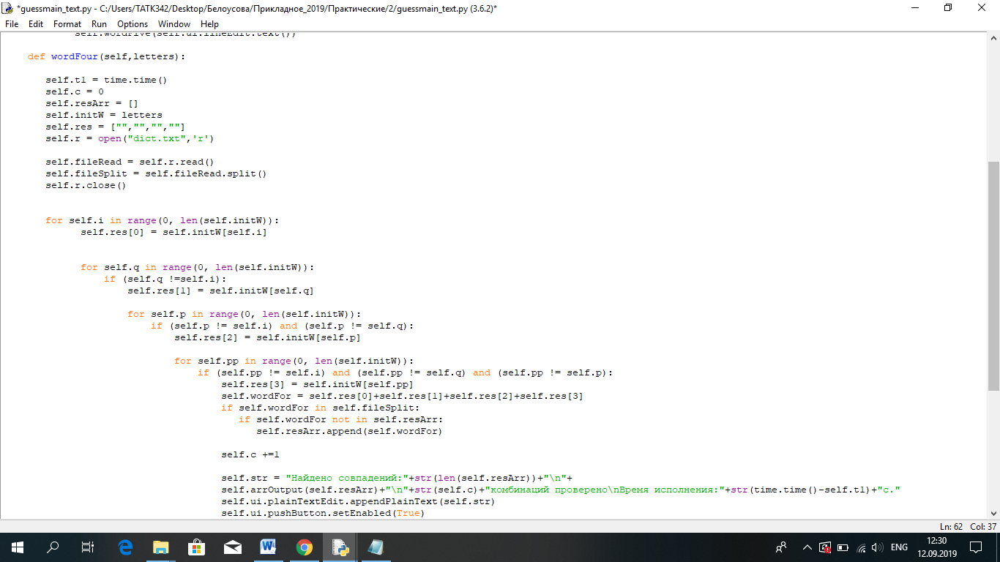 *guessmain_text.py - C:/Users/TATK342/Desktop/Белоусова/Прикладное_2019/Практические/2/guessmain_text.py (3.6.2)*
File Edit Format Run Options Window Help
self.wordFive(self.ui.lineEdit.text())
def wordFour(self,letters):
self.t1 = time.time()
self.c = 0
self.resArr = []
self.initW = letters
self.res = ["","","",""]
self.r = open("dict.txt",'r')
self.fileRead = self.r.read()
self.fileSplit = self.fileRead.split()
self.r.close()
for self.i in range(0, len(self.initW)):
self.res[0] = self.initW[self.i]
for self.q in range(0, len(self.initW)):
if (self.q !=self.i):
self.res[1] = self.initW[self.q]
for self.p in range(0, len(self.initW)):
if (self.p != self.i) and (self.p != self.q):
self.res[2] = self.initW[self.p]
for self.pp in range(0, len(self.initW)):
if (self.pp != self.i) and (self.pp != self.q) and (self.pp != self.p):
self.res[3] = self.initW[self.pp]
self.wordFor = self.res[0]+self.res[1]+self.res[2]+self.res[3]
if self.wordFor in self.fileSplit:
if self.wordFor not in self.resArr:
self.resArr.append(self.wordFor)
self.c +=1
self.str = "Найдено совпадений:"+str(len(self.resArr))+"\n"+
self.arrOutput(self.resArr)+"\n"+str(self.c)+"комбинаций проверено\nВремя исполнения:"+str(time.time()-self.t1)+"с."
self.ui.plainTextEdit.appendPlainText(self.str)
self.ui.pushButton.setEnabled(True)
Ln: 62 Col: 37
ENG
12:30
12.09.2019